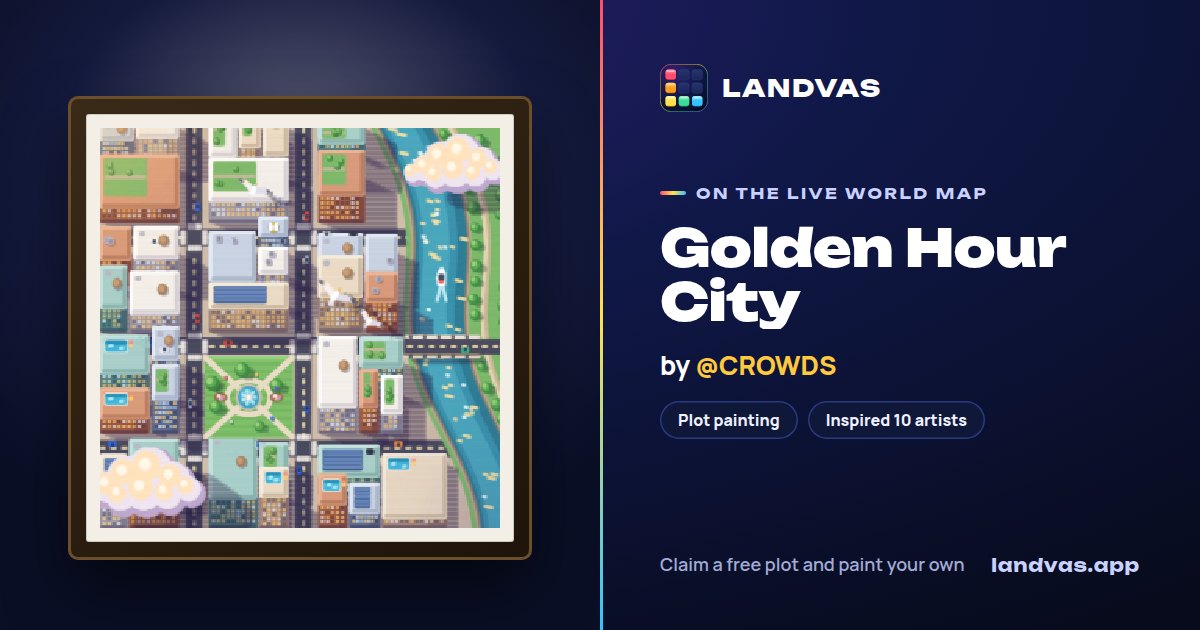 LANDVAS
ON THE LIVE WORLD MAP
Golden Hour
City
by @CROWDS
Plot painting
Inspired 10 artists
Claim a free plot and paint your own
landvas.app